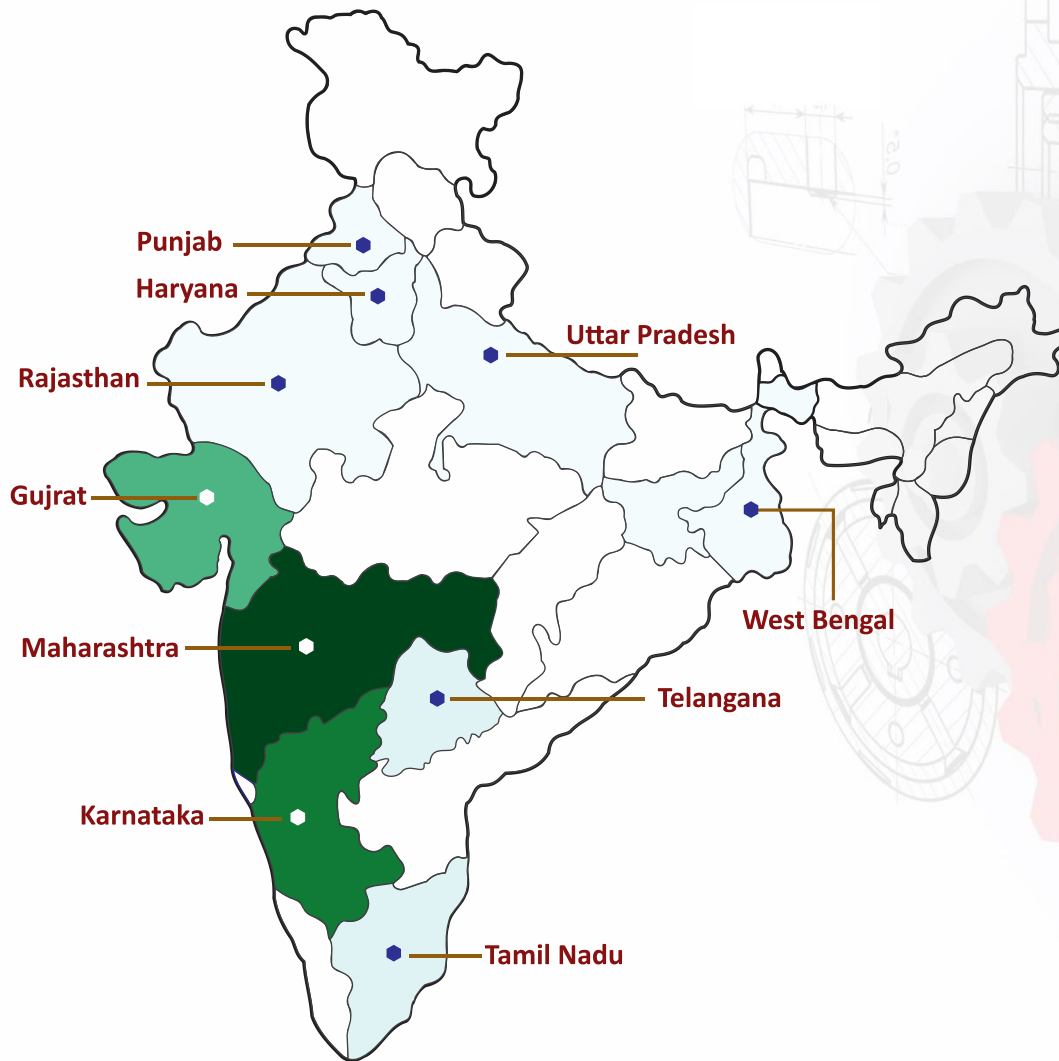 Punjab
Haryana
Uttar Pradesh
Rajasthan
Gujrat
West Bengal
Maharashtra
Telangana
Karnataka
Tamil Nadu